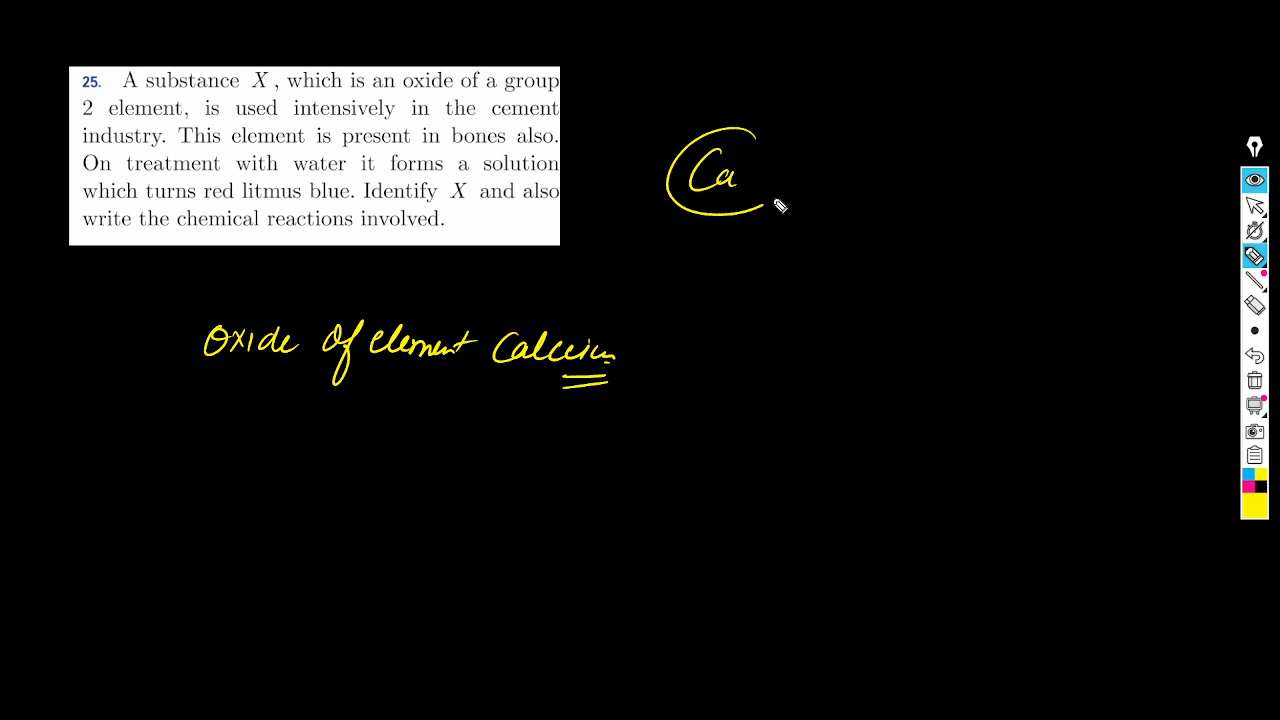 25. A substance X, which is an oxide of a group
2 element, is used intensively in the cement
industry. This element is present in bones also.
On treatment with water it forms a solution
which turns red litmus blue. Identify X and also
write the chemical reactions involved.
Ca
Oxide of element Calcium